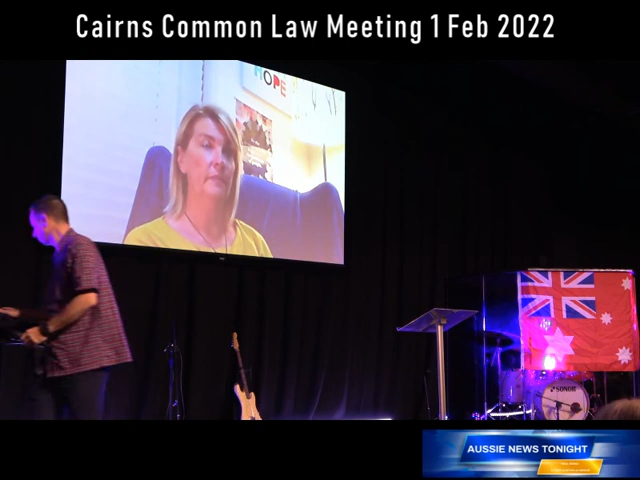 Cairns Common Law Meeting 1 Feb 2022
HOPE
SONOR
AUSSIE NEWS TONIGHT